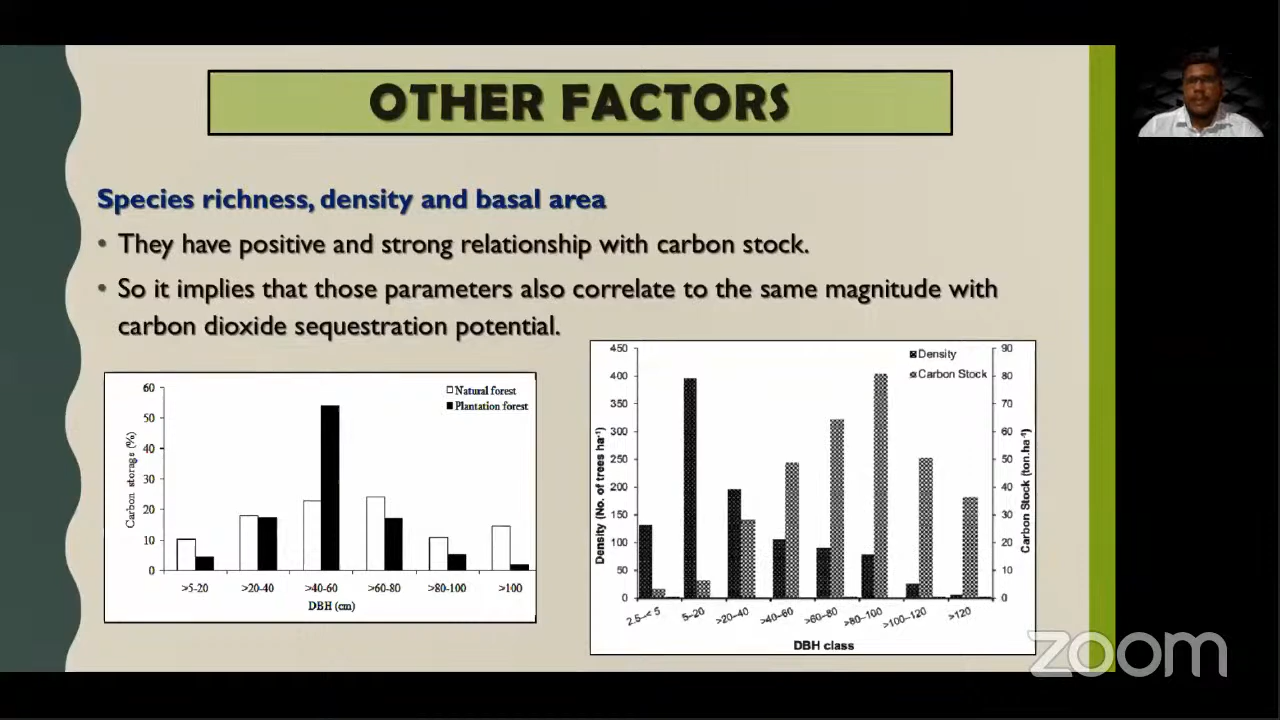 OTHER FACTORS
Species richness, density and basal area
• They have positive and strong relationship with carbon stock.
• So it implies that those parameters also correlate to the same magnitude with
carbon dioxide sequestration potential.
60
50
40
30
20
10
0
Carbon storage (%)
Natural forest
Plantation forest
>5-20 >20-40 >40-60 >60-80 >80-100 >100
DBH (cm)
450
400
350
300
250
200
150
100
50
0
Density (No. of trees ha⁻¹)
Density
Carbon Stock
90
80
70
60
50
40
30
20
10
0
Carbon Stock (ton.ha⁻¹)
2.5–< 5 5–20 >20–40 >40–60 >60–80 >80–100 >100–120 >120
DBH class
zoom